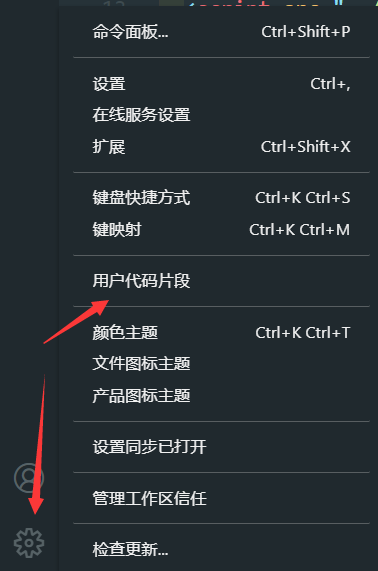 命令面板... Ctrl+Shift+P
设置 Ctrl+,
在线服务设置
扩展 Ctrl+Shift+X
键盘快捷方式 Ctrl+K Ctrl+S
键映射 Ctrl+K Ctrl+M
用户代码片段
颜色主题 Ctrl+K Ctrl+T
文件图标主题
产品图标主题
设置同步已打开
管理工作区信任
检查更新...